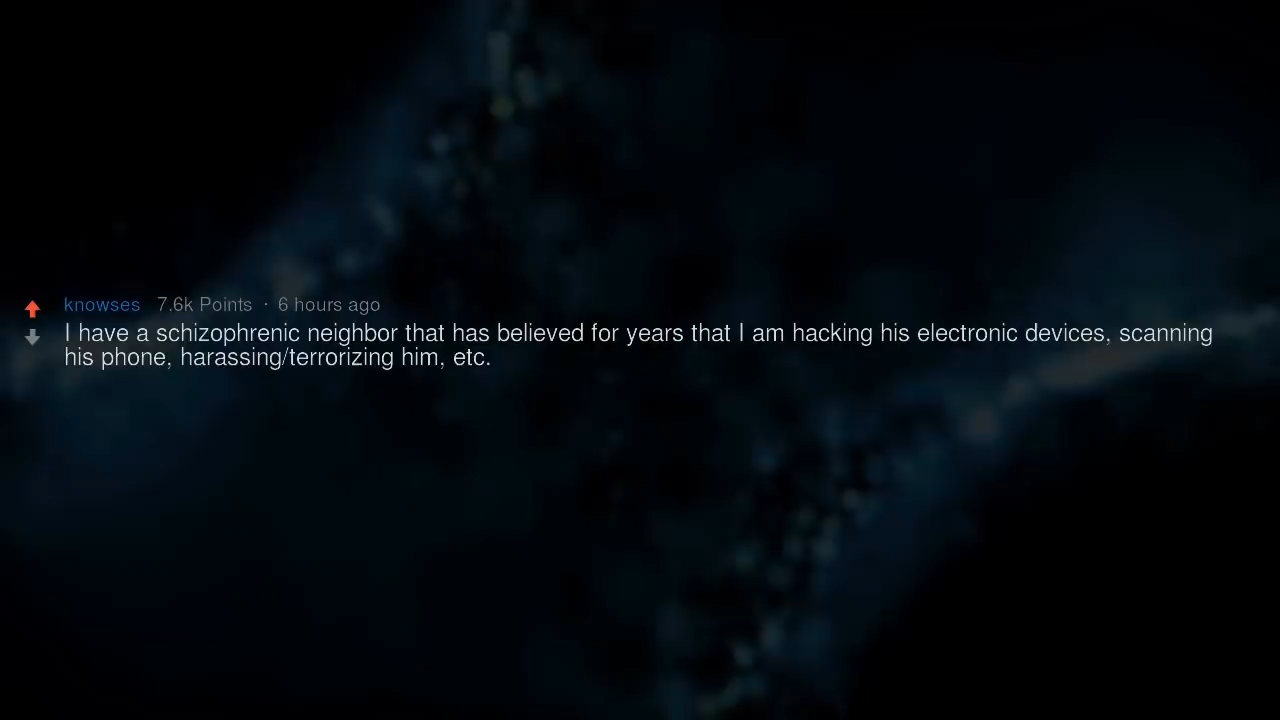 knowses 7.6k Points · 6 hours ago
I have a schizophrenic neighbor that has believed for years that I am hacking his electronic devices, scanning
his phone, harassing/terrorizing him, etc.